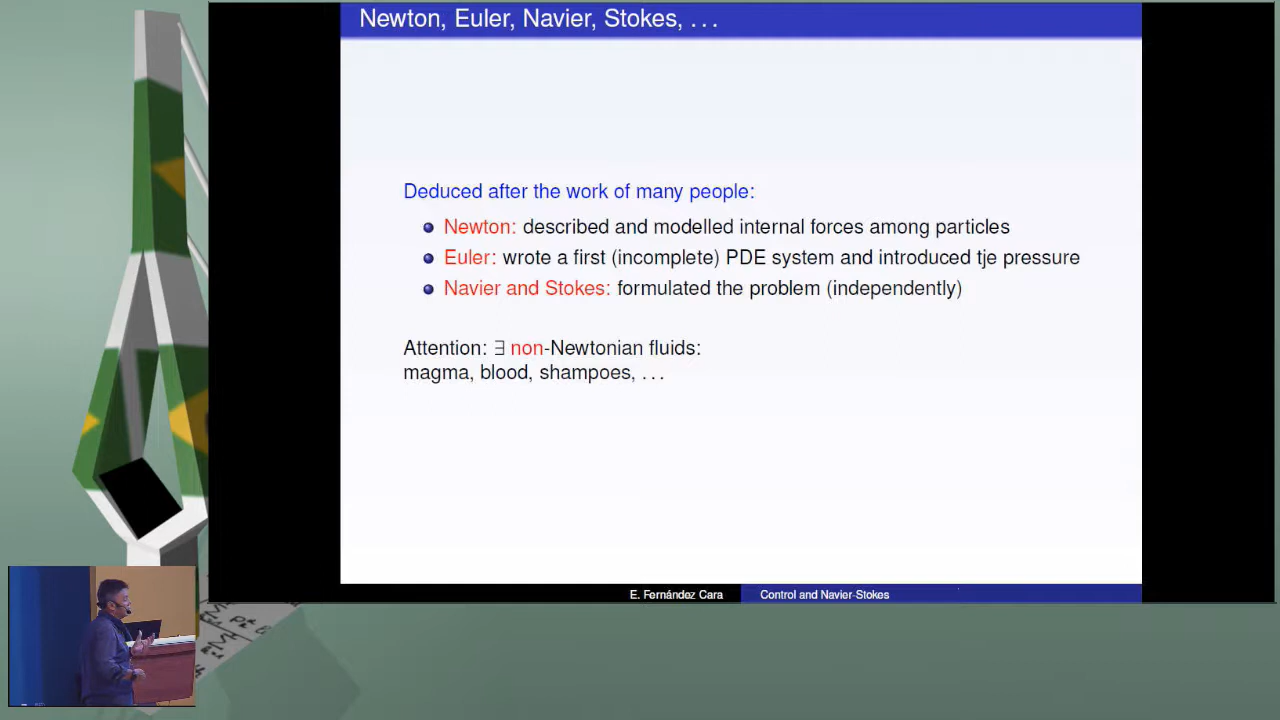 Newton, Euler, Navier, Stokes, ...
Deduced after the work of many people:
Newton: described and modelled internal forces among particles
Euler: wrote a first (incomplete) PDE system and introduced tje pressure
Navier and Stokes: formulated the problem (independently)
Attention: ∃ non-Newtonian fluids:
magma, blood, shampoes, ...
E. Fernández Cara
Control and Navier-Stokes